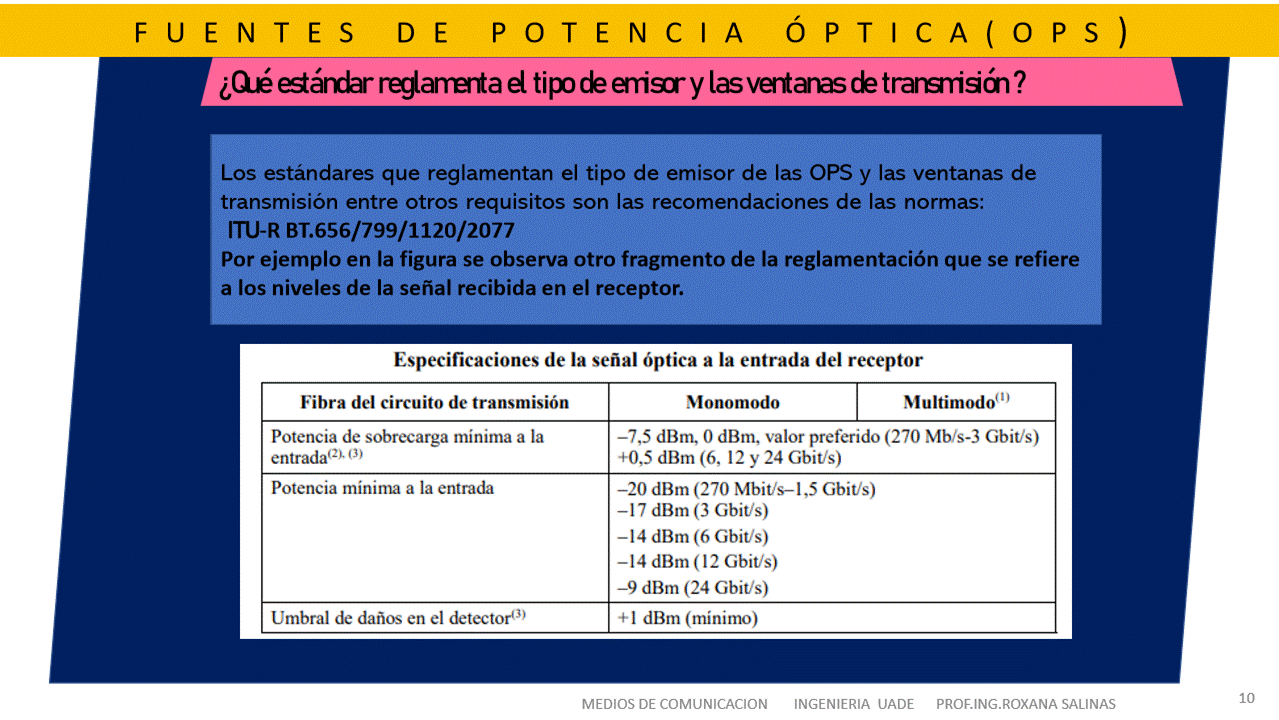 FUENTES DE POTENCIA ÓPTICA(OPS)
¿Qué estándar reglamenta el tipo de emisor y las ventanas de transmisión ?
Los estándares que reglamentan el tipo de emisor de las OPS y las ventanas de
transmisión entre otros requisitos son las recomendaciones de las normas:
ITU-R BT.656/799/1120/2077
Por ejemplo en la figura se observa otro fragmento de la reglamentación que se refiere
a los niveles de la señal recibida en el receptor.
Especificaciones de la señal óptica a la entrada del receptor
Fibra del circuito de transmisión Monomodo Multimodo(1)
Potencia de sobrecarga mínima a la
entrada(2), (3)
–7,5 dBm, 0 dBm, valor preferido (270 Mb/s-3 Gbit/s)
+0,5 dBm (6, 12 y 24 Gbit/s)
Potencia mínima a la entrada
–20 dBm (270 Mbit/s–1,5 Gbit/s)
–17 dBm (3 Gbit/s)
–14 dBm (6 Gbit/s)
–14 dBm (12 Gbit/s)
–9 dBm (24 Gbit/s)
Umbral de daños en el detector(3) +1 dBm (mínimo)
MEDIOS DE COMUNICACION INGENIERIA UADE PROF.ING.ROXANA SALINAS
10